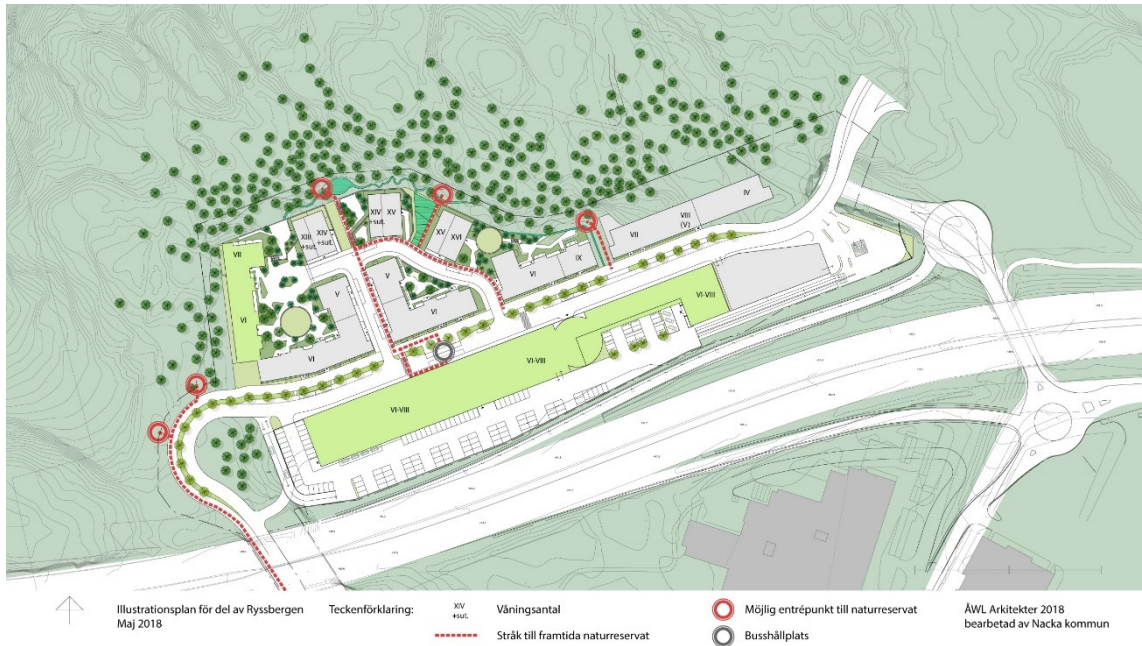 IV
VIII
(V)
VII
XIV
+sut.
XV
XIII
+sut.
XIV
+sut.
XV
XVI
IX
VI
VII
V
V
VI
VI
VI
VI-VIII
VI-VIII
VI-VIII
Illustrationsplan för del av Ryssbergen
Maj 2018
Teckenförklaring:
XIV
+sut.
Våningsantal
Stråk till framtida naturreservat
Möjlig entrépunkt till naturreservat
Busshållplats
ÅWL Arkitekter 2018
bearbetad av Nacka kommun